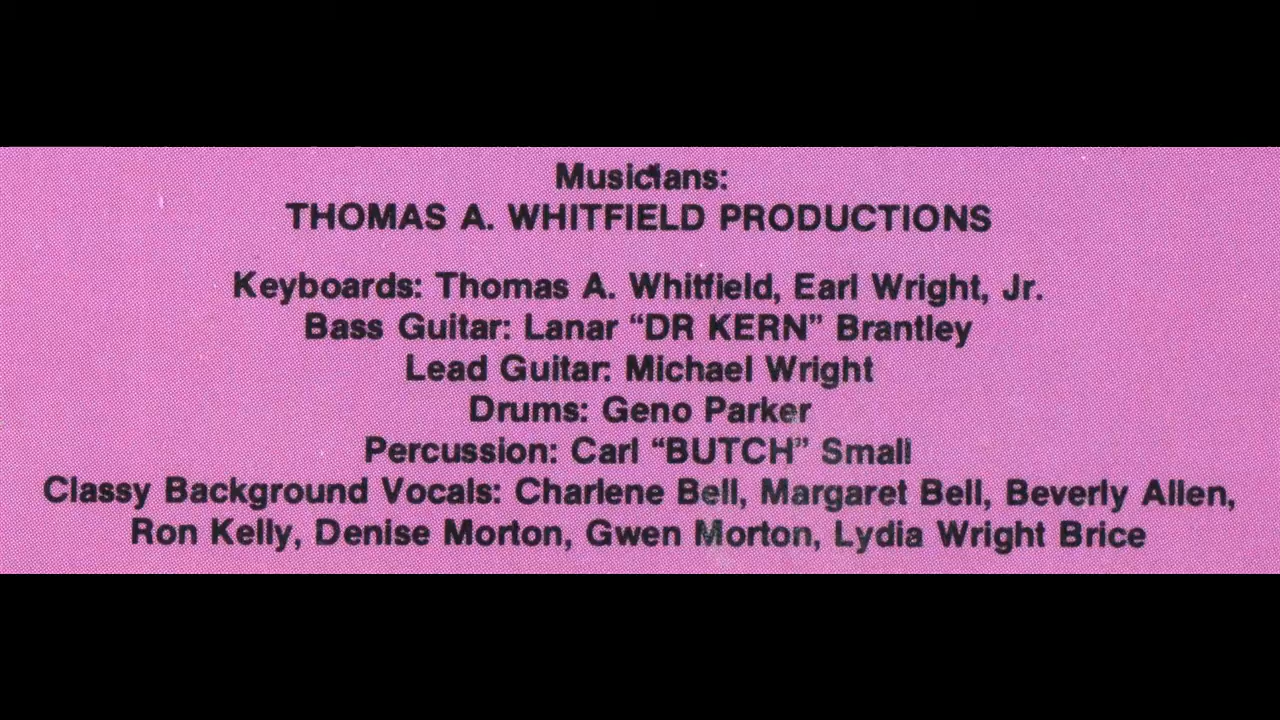 Musicians:
THOMAS A. WHITFIELD PRODUCTIONS
Keyboards: Thomas A. Whitfield, Earl Wright, Jr.
Bass Guitar: Lanar “DR KERN” Brantley
Lead Guitar: Michael Wright
Drums: Geno Parker
Percussion: Carl “BUTCH” Small
Classy Background Vocals: Charlene Bell, Margaret Bell, Beverly Allen,
Ron Kelly, Denise Morton, Gwen Morton, Lydia Wright Brice